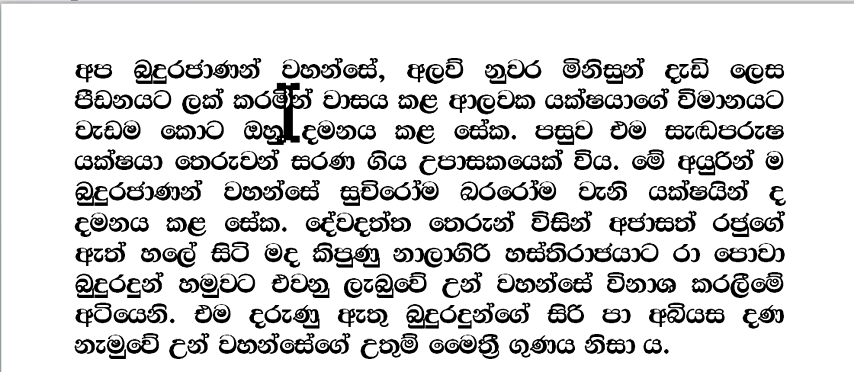 අප බුදුරජාණන් වහන්සේ, අලව් නුවර මිනිසුන් දැඩි ලෙස
පීඩනයට ලක් කරමින් වාසය කළ ආලවක යක්ෂයාගේ විමානයට
වැඩම කොට ඔහු දමනය කළ සේක. පසුව එම සැඬපරුෂ
යක්ෂයා තෙරුවන් සරණ ගිය උපාසකයෙක් විය. මේ අයුරින් ම
බුදුරජාණන් වහන්සේ සුචිරෝම ඛරරෝම වැනි යක්ෂයින් ද
දමනය කළ සේක. දේවදත්ත තෙරුන් විසින් අජාසත් රජුගේ
ඇත් හලේ සිටි මද කිපුණු නාලාගිරි හස්තිරාජයාට රා පොවා
බුදුරදුන් හමුවට එවනු ලැබුවේ උන් වහන්සේ විනාශ කරලීමේ
අටියෙනි. එම දරුණු ඇතු බුදුරදුන්ගේ සිරි පා අබියස දණ
නැමුවේ උන් වහන්සේගේ උතුම් මෛත්‍රී ගුණය නිසා ය.